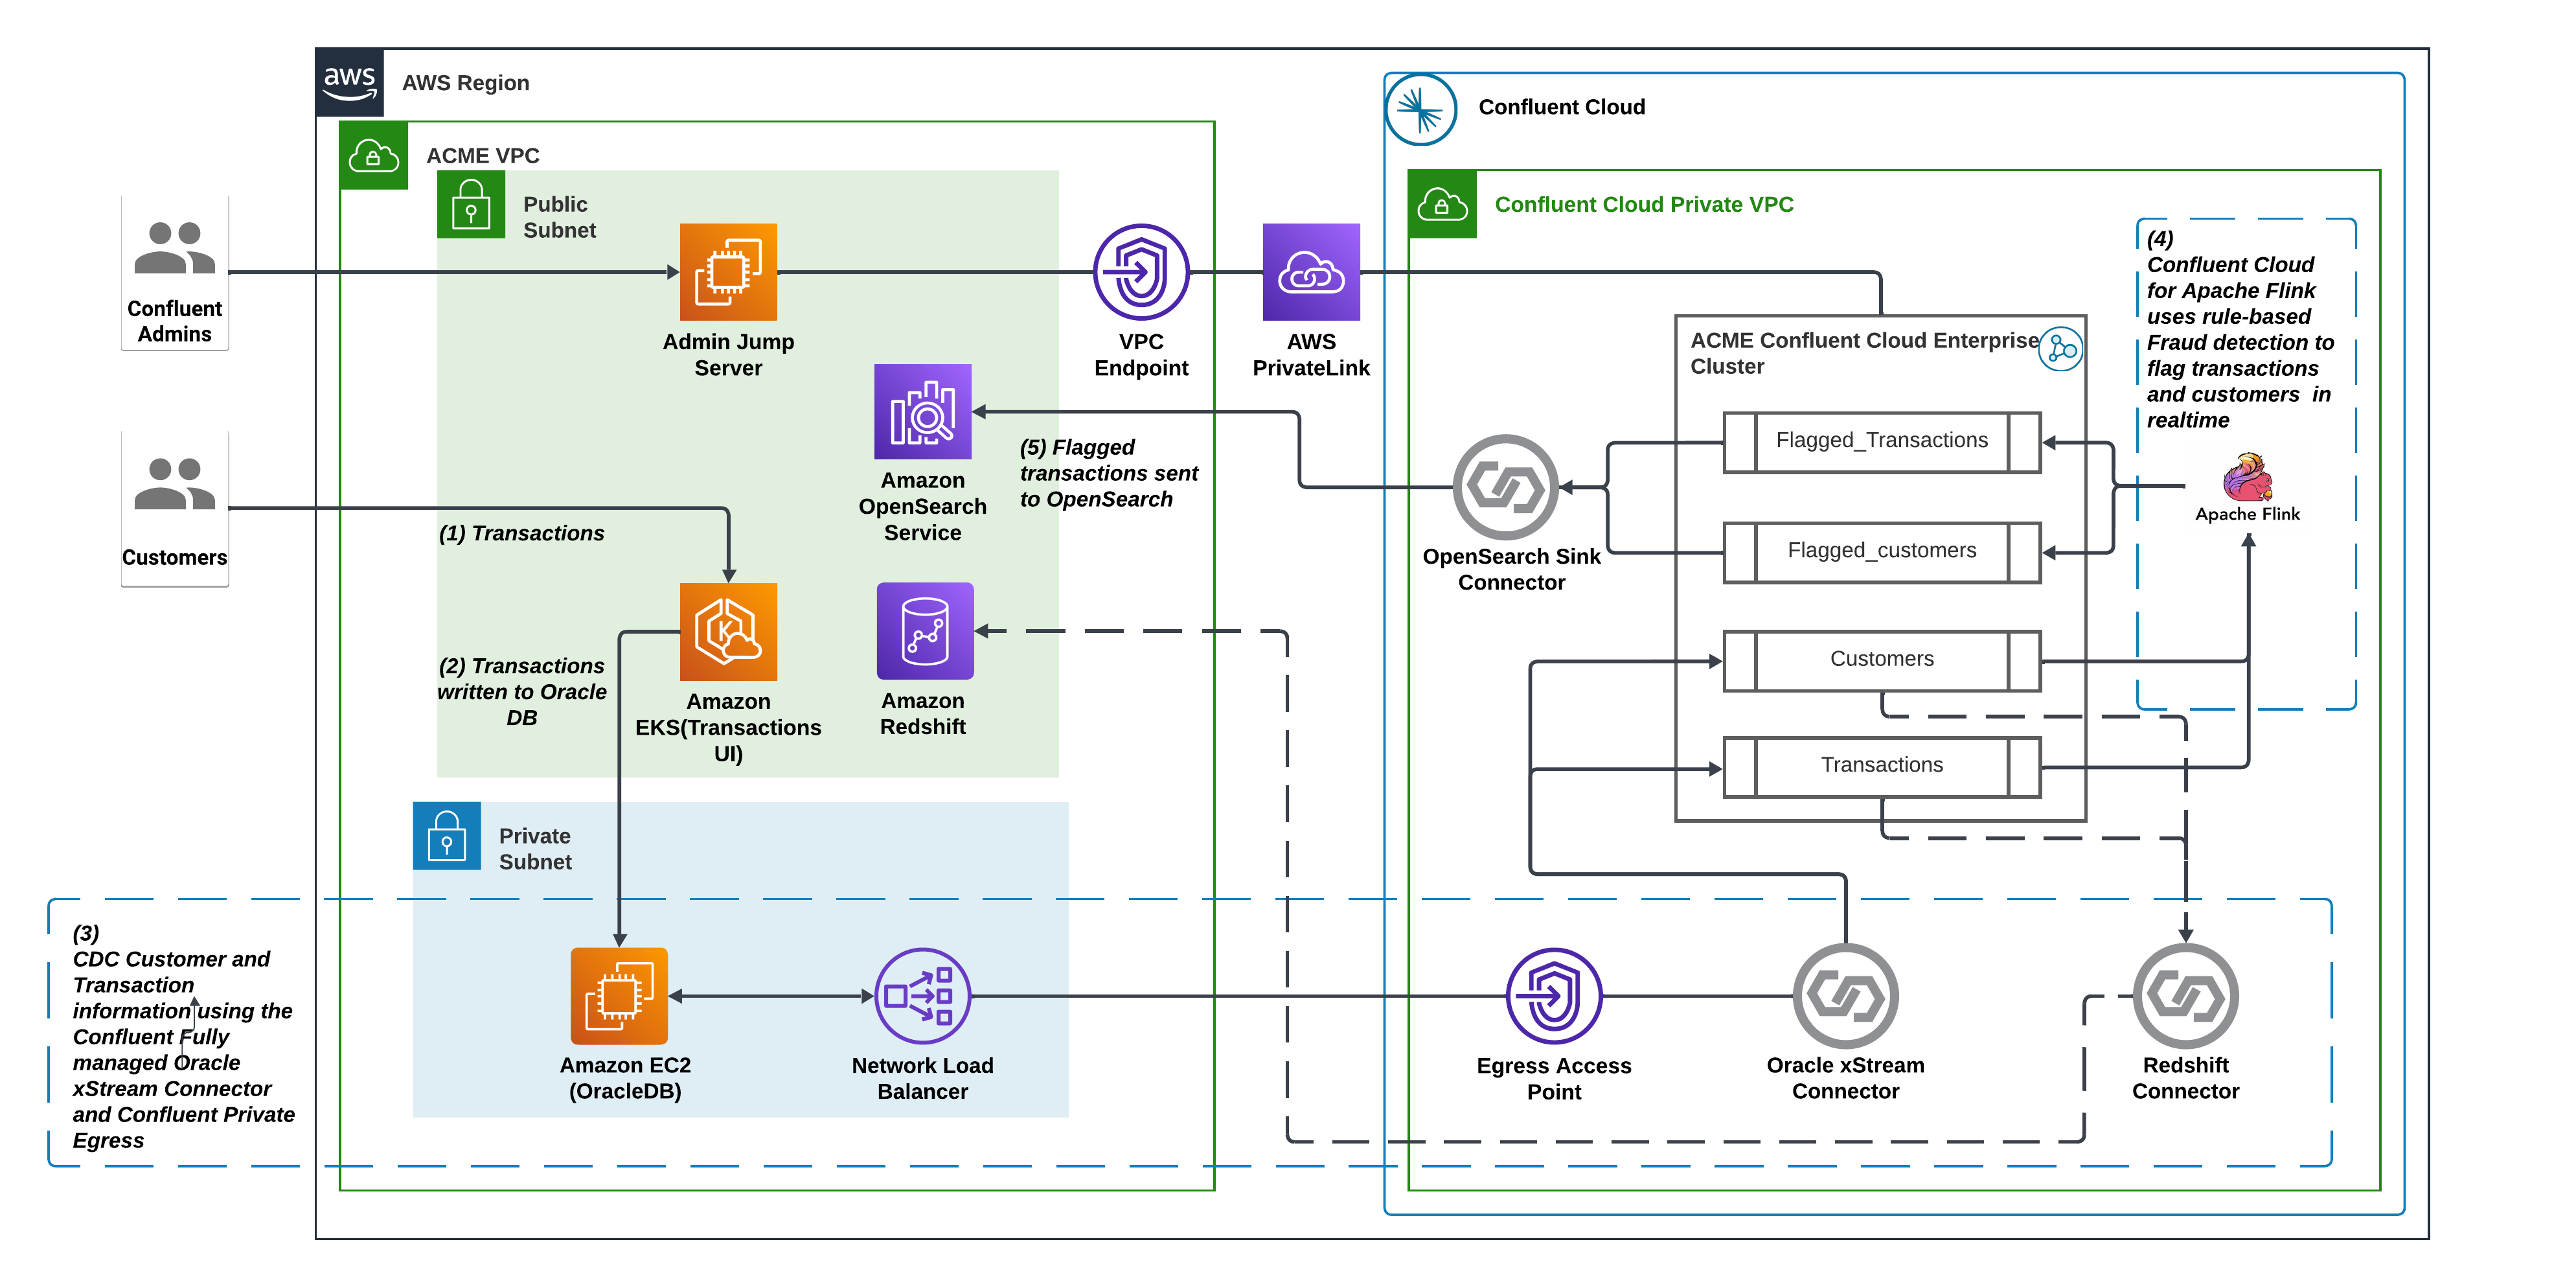 aws
AWS Region
Confluent Cloud
ACME VPC
Public
Subnet
Confluent Cloud Private VPC
Confluent
Admins
Admin Jump
Server
VPC
Endpoint
AWS
PrivateLink
ACME Confluent Cloud Enterprise
Cluster
(4)
Confluent Cloud
for Apache Flink
uses rule-based
Fraud detection to
flag transactions
and customers  in
realtime
Flagged_Transactions
(5) Flagged
transactions sent
to OpenSearch
Amazon
OpenSearch
Service
Apache Flink
Customers
(1) Transactions
OpenSearch Sink
Connector
Flagged_customers
(2) Transactions
written to Oracle
DB
K
Amazon
EKS(Transactions
UI)
Amazon
Redshift
Customers
Transactions
Private
Subnet
(3)
CDC Customer and
Transaction
information using the
Confluent Fully
managed Oracle
xStream Connector
and Confluent Private
Egress
Amazon EC2
(OracleDB)
Network Load
Balancer
Egress Access
Point
Oracle xStream
Connector
Redshift
Connector